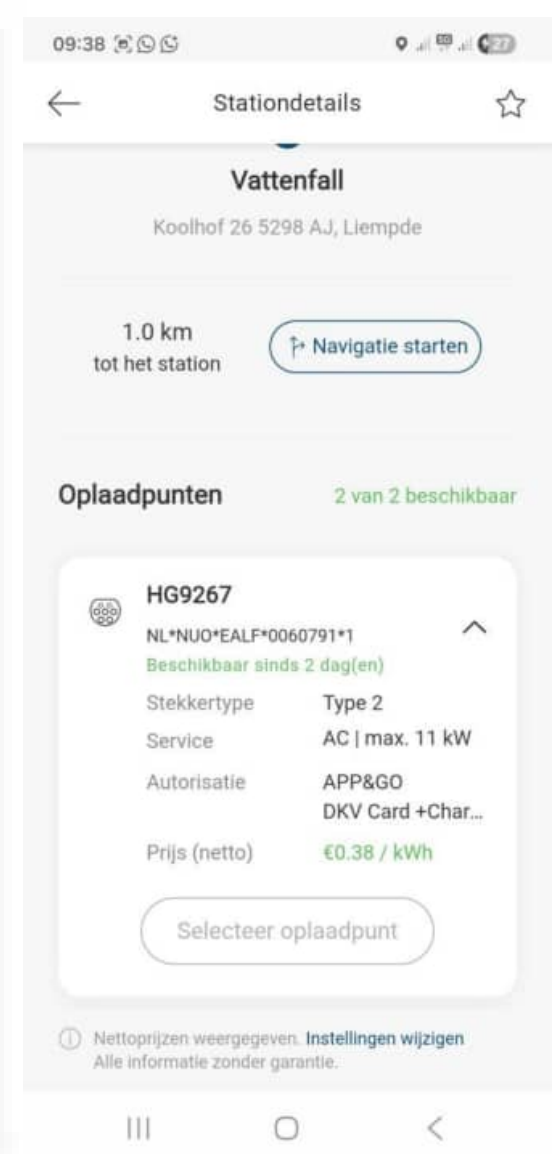 09:38
5G 27
Stationdetails
Vattenfall
Koolhof 26 5298 AJ, Liempde
1.0 km
tot het station
Navigatie starten
Oplaadpunten
2 van 2 beschikbaar
HG9267
NL*NUO*EALF*0060791*1
Beschikbaar sinds 2 dag(en)
Stekkertype Type 2
Service AC | max. 11 kW
Autorisatie APP&GO
DKV Card +Char...
Prijs (netto) €0.38 / kWh
Selecteer oplaadpunt
Nettoprijzen weergegeven. Instellingen wijzigen
Alle informatie zonder garantie.